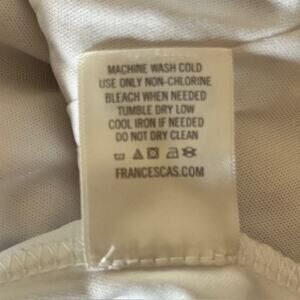 MACHINE WASH COLD
USE ONLY NON-CHLORINE
BLEACH WHEN NEEDED
TUMBLE DRY LOW
COOL IRON IF NEEDED
DO NOT DRY CLEAN
FRANCESCAS.COM